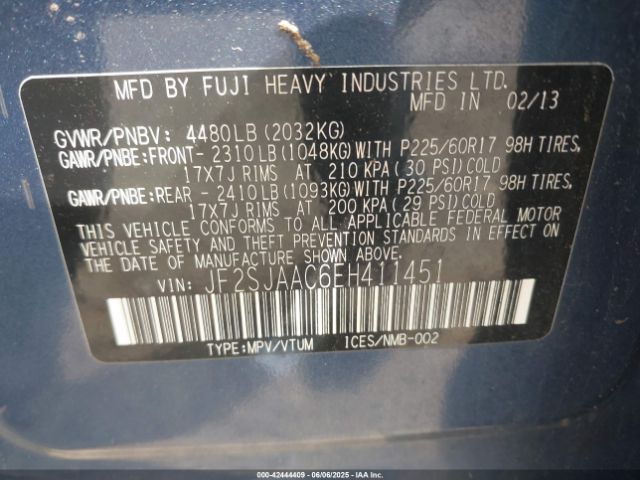 MFD BY FUJI HEAVY INDUSTRIES LTD.
MFD IN 02/13
GVWR/PNBV: 4480LB(2032KG)
GAWR/PNBE:FRONT- 2310LB(1048KG)WITH P225/60R17 98H TIRES,
17X7J RIMS AT 210 KPA(30 PSI)COLD
GAWR/PNBE:REAR - 2410LB(1093KG)WITH P225/60R17 98H TIRES,
17X7J RIMS AT 200 KPA(29 PSI)COLD
THIS VEHICLE CONFORMS TO ALL APPLICABLE FEDERAL MOTOR
VEHICLE SAFETY AND THEFT PREVENTION STANDARDS IN EFFECT ON
THE DATE OF MANUFACTURE SHOWN ABOVE.
VIN: JF2SJAAC6EH411451
TYPE:MPV/VTUM ICES/NMB-002
000-42444409 - 06/06/2025 - IAAI.COM